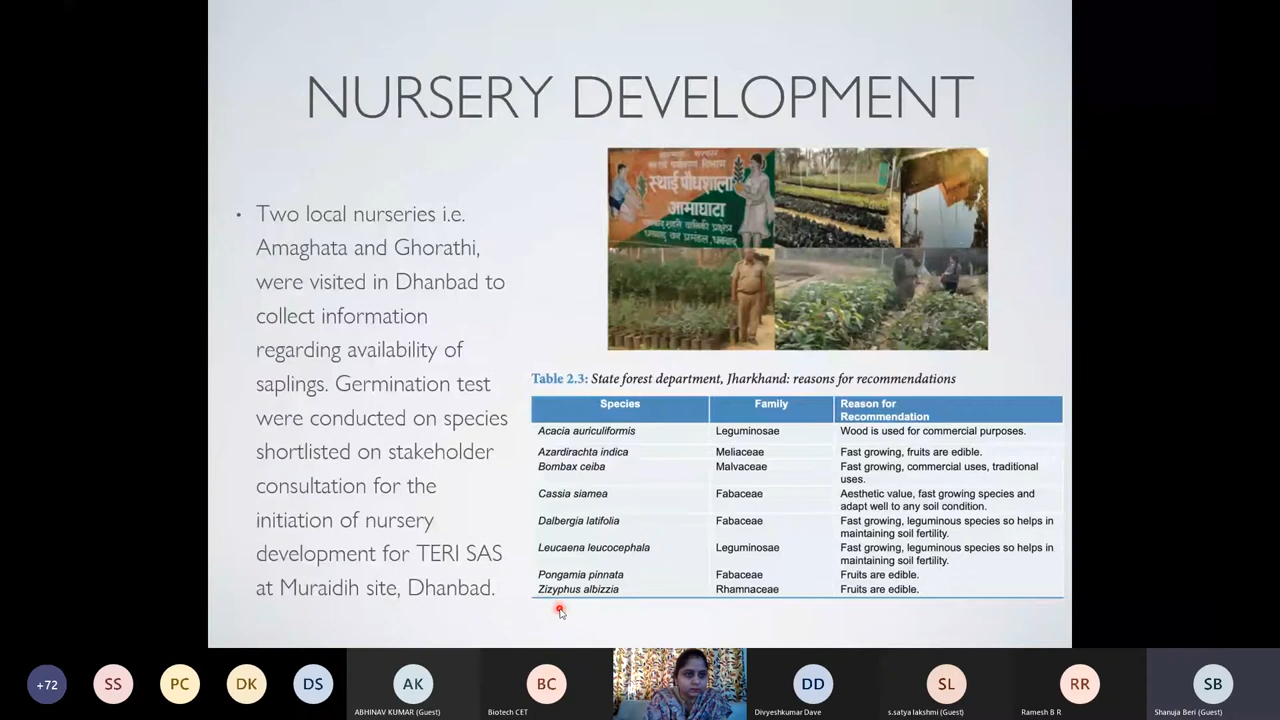 NURSERY DEVELOPMENT
• Two local nurseries i.e.
Amaghata and Ghorathi,
were visited in Dhanbad to
collect information
regarding availability of
saplings. Germination test
were conducted on species
shortlisted on stakeholder
consultation for the
initiation of nursery
development for TERI SAS
at Muraidih site, Dhanbad.
स्थाई पौधशाला
आमाघाटा
Table 2.3: State forest department, Jharkhand: reasons for recommendations
Species Family Reason for
Recommendation
Acacia auriculiformis Leguminosae Wood is used for commercial purposes.
Azardirachta indica Meliaceae Fast growing, fruits are edible.
Bombax ceiba Malvaceae Fast growing, commercial uses, traditional
uses.
Cassia siamea Fabaceae Aesthetic value, fast growing species and
adapt well to any soil condition.
Dalbergia latifolia Fabaceae Fast growing, leguminous species so helps in
maintaining soil fertility.
Leucaena leucocephala Leguminosae Fast growing, leguminous species so helps in
maintaining soil fertility.
Pongamia pinnata Fabaceae Fruits are edible.
Zizyphus albizzia Rhamnaceae Fruits are edible.
+72 SS PC DK DS AK BC DD SL RR SB
ABHINAV KUMAR (Guest) Biotech CET Divyeshkumar Dave s.satya lakshmi (Guest) Ramesh B R Shanuja Beri (Guest)